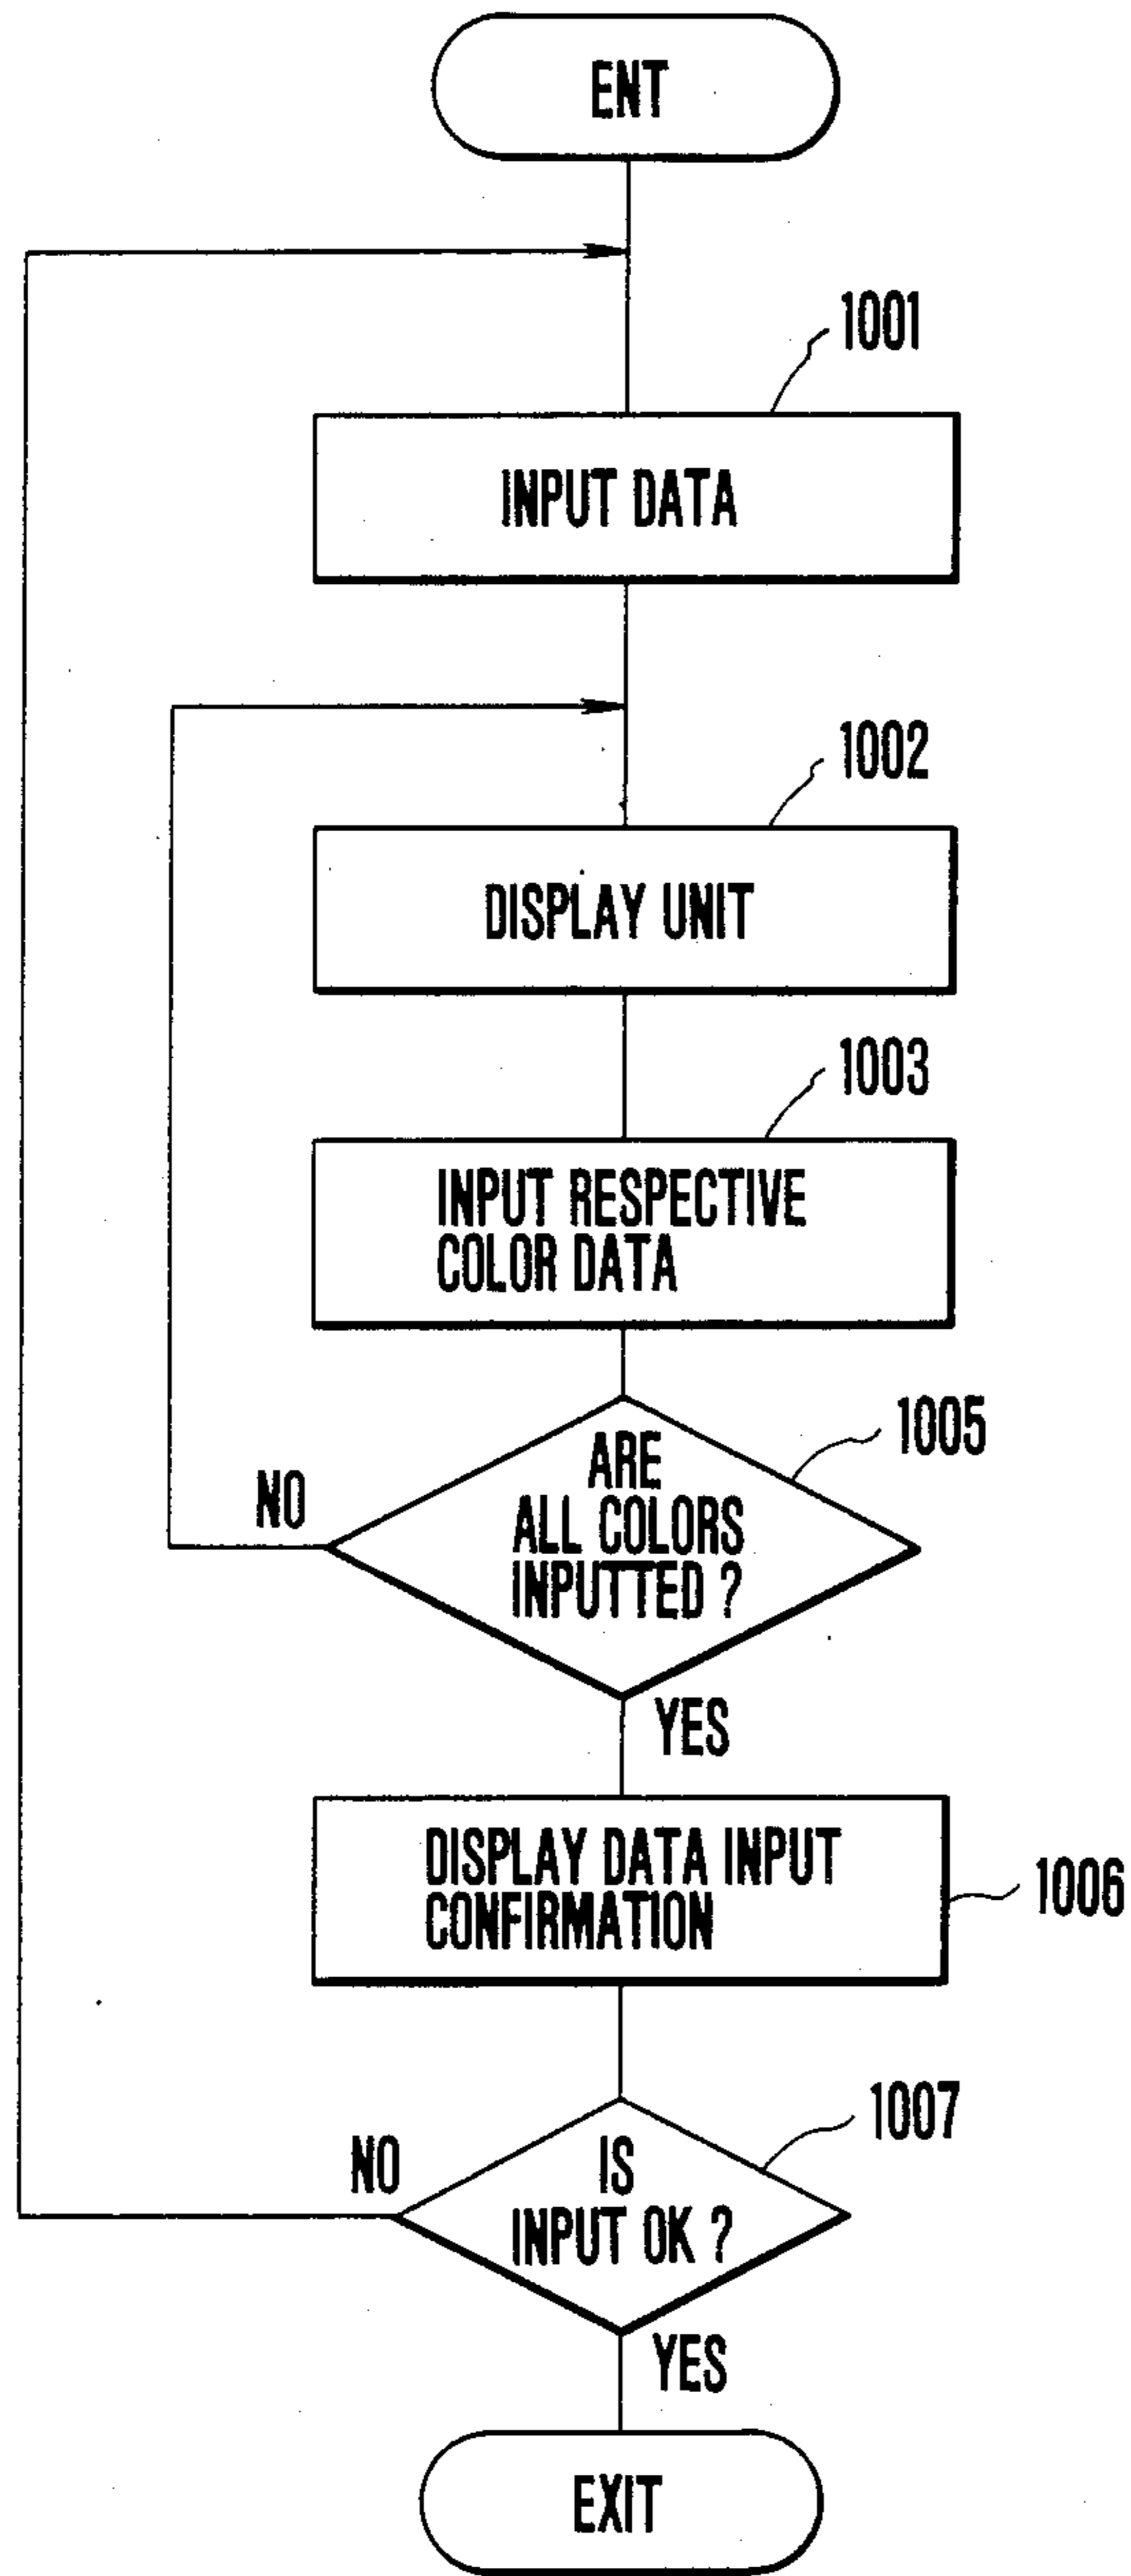 ENT
1001
INPUT DATA
1002
DISPLAY UNIT
1003
INPUT RESPECTIVE
COLOR DATA
1005
ARE
ALL COLORS
INPUTTED ?
NO
YES
DISPLAY DATA INPUT
CONFIRMATION
1006
1007
NO
IS
INPUT OK ?
YES
EXIT